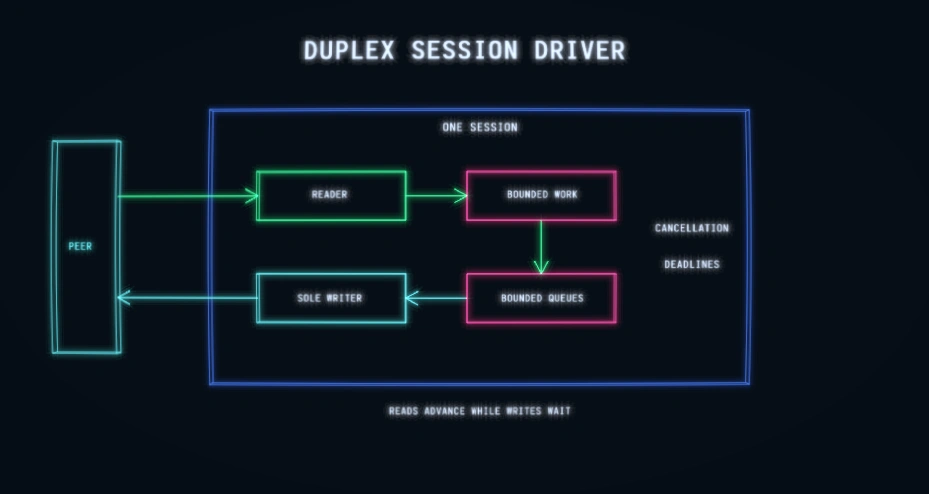 DUPLEX SESSION DRIVER
ONE SESSION
READER
BOUNDED WORK
CANCELLATION
PEER
DEADLINES
SOLE WRITER
BOUNDED QUEUES
READS ADVANCE WHILE WRITES WAIT